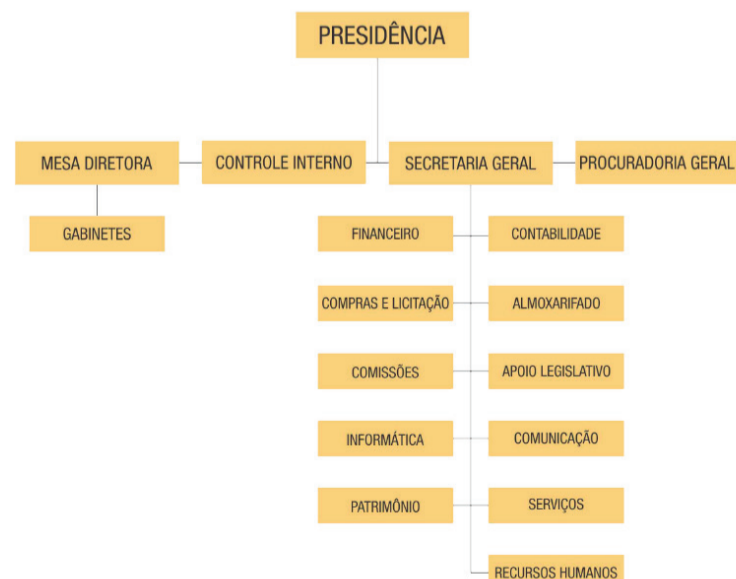 PRESIDÊNCIA
MESA DIRETORA
CONTROLE INTERNO
SECRETARIA GERAL
PROCURADORIA GERAL
GABINETES
FINANCEIRO
CONTABILIDADE
COMPRAS E LICITAÇÃO
ALMOXARIFADO
COMISSÕES
APOIO LEGISLATIVO
INFORMÁTICA
COMUNICAÇÃO
PATRIMÔNIO
SERVIÇOS
RECURSOS HUMANOS